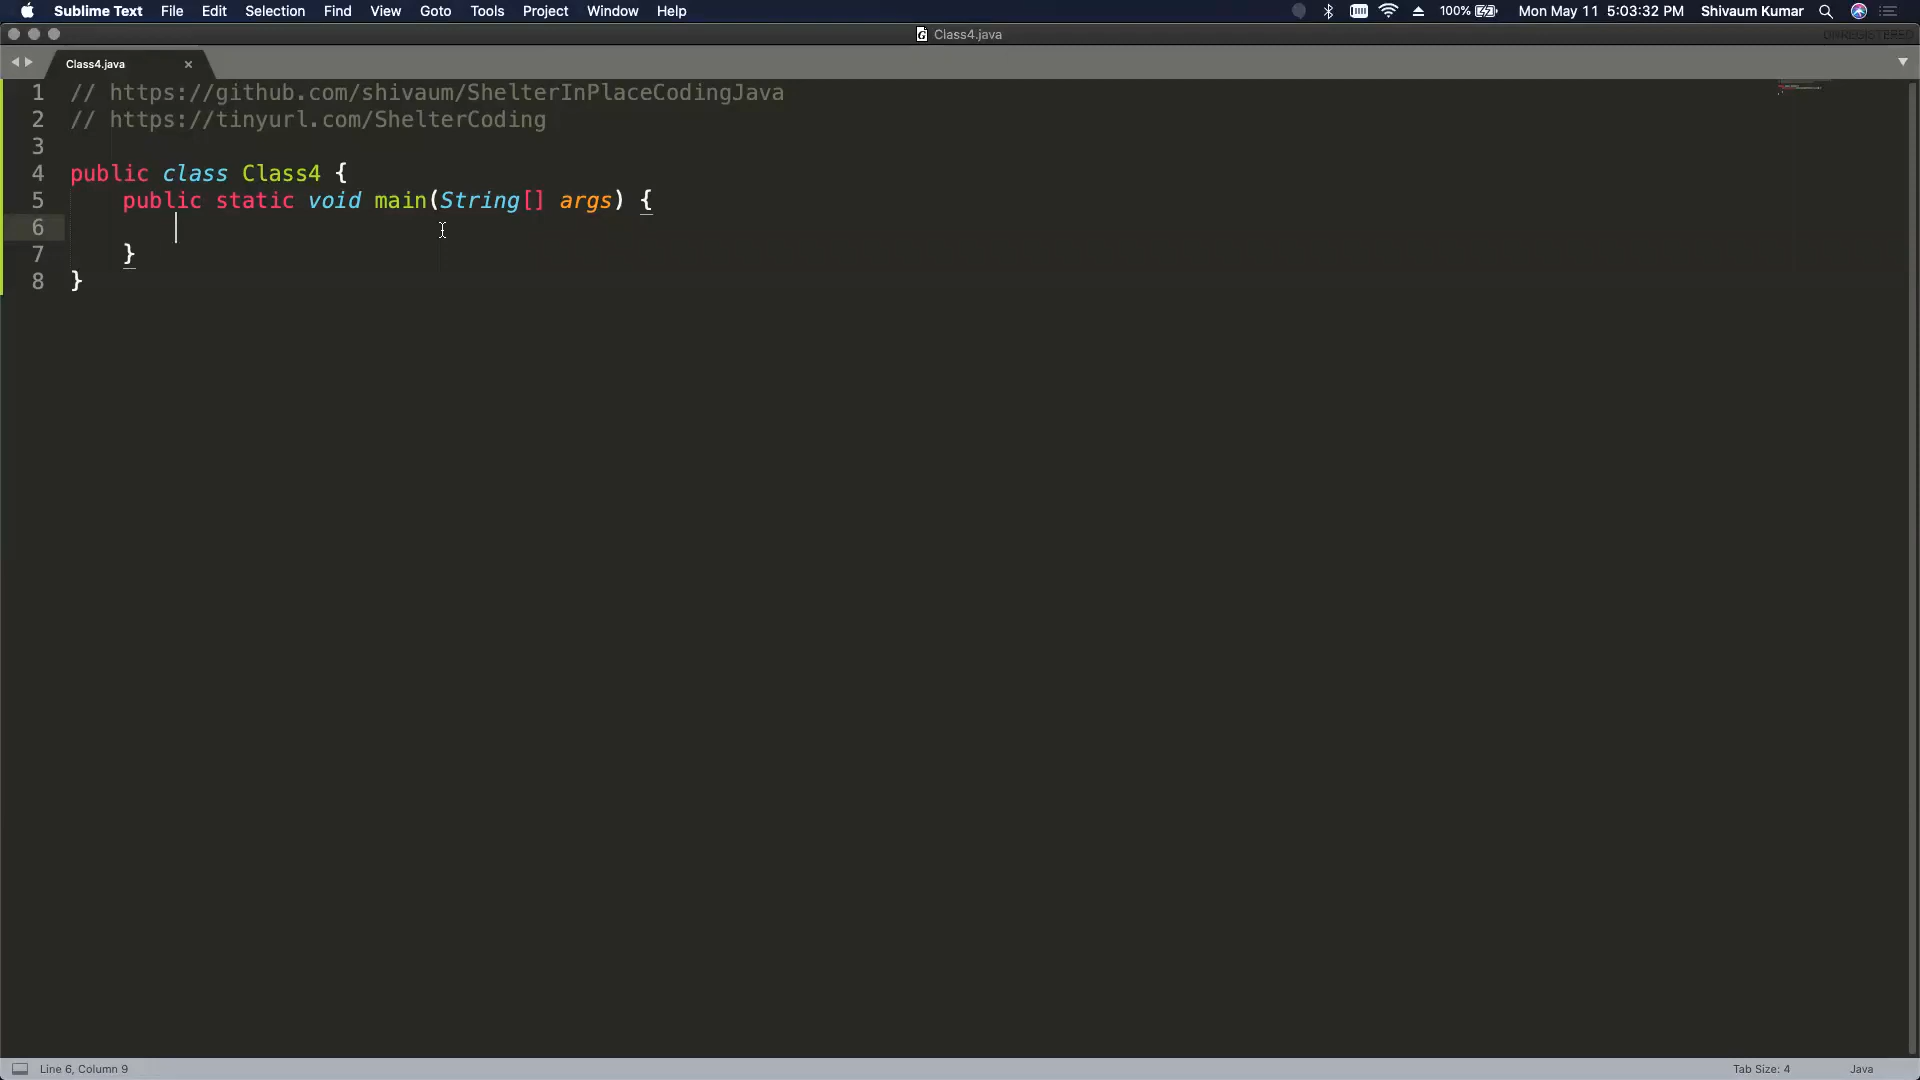 Sublime Text File Edit Selection Find View Goto Tools Project Window Help 100% Mon May 11 5:03:32 PM Shivaum Kumar
Class4.java
UNREGISTERED
Class4.java
1 // https://github.com/shivaum/ShelterInPlaceCodingJava
2 // https://tinyurl.com/ShelterCoding
3
4 public class Class4 {
5 public static void main(String[] args) {
6
7 }
8 }
Line 6, Column 9
Tab Size: 4
Java